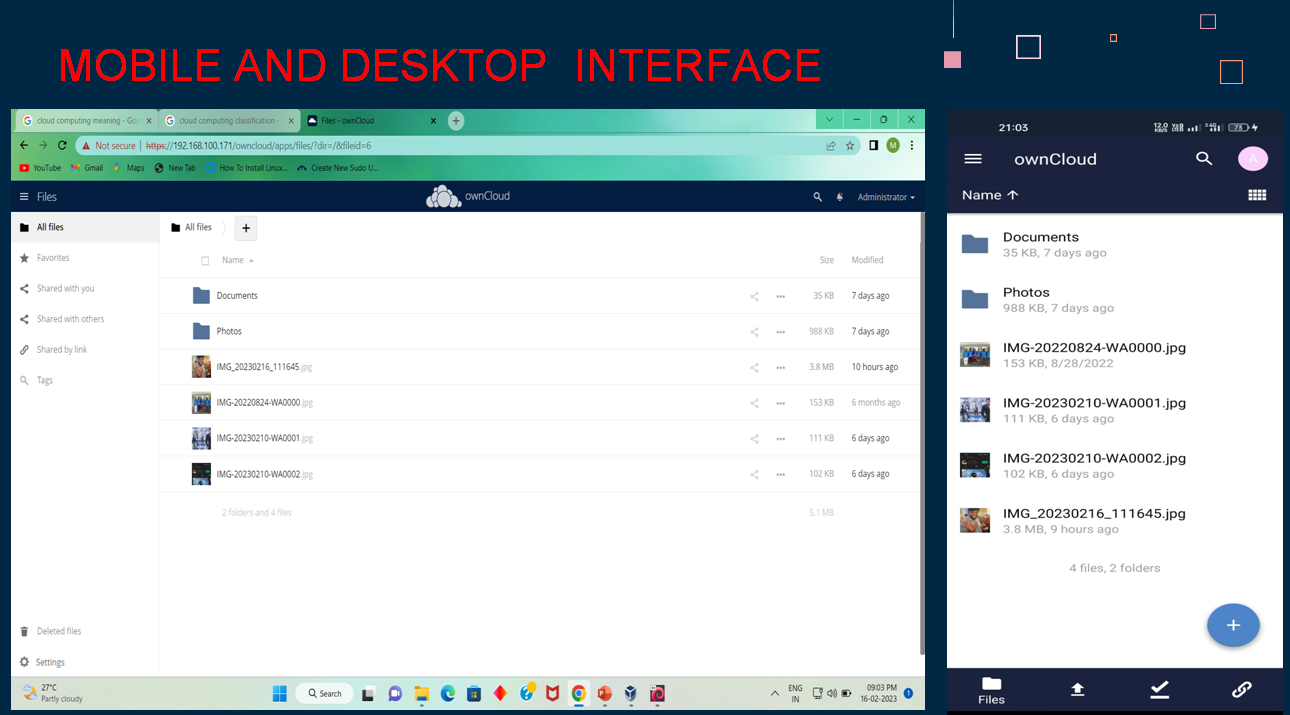 MOBILE AND DESKTOP INTERFACE
cloud computing meaning - Goo
cloud computing classification -
Files - ownCloud
Not secure | https://192.168.100.171/owncloud/apps/files/?dir=/&fileid=6
M
YouTube
Gmail
Maps
New Tab
How To Install Linux...
Create New Sudo U...
Files
ownCloud
Administrator
All files
Favorites
Shared with you
Shared with others
Shared by link
Tags
Deleted files
Settings
All files
+
Name
Size
Modified
Documents 35 KB 7 days ago
Photos 988 KB 7 days ago
IMG_20230216_111645.jpg 3.8 MB 10 hours ago
IMG-20220824-WA0000.jpg 153 KB 6 months ago
IMG-20230210-WA0001.jpg 111 KB 6 days ago
IMG-20230210-WA0002.jpg 102 KB 6 days ago
2 folders and 4 files 5.1 MB
27°C
Partly cloudy
Search
ENG
IN
09:03 PM
16-02-2023
1
21:03
ownCloud
A
Name
Documents
35 KB, 7 days ago
Photos
988 KB, 7 days ago
IMG-20220824-WA0000.jpg
153 KB, 8/28/2022
IMG-20230210-WA0001.jpg
111 KB, 6 days ago
IMG-20230210-WA0002.jpg
102 KB, 6 days ago
IMG_20230216_111645.jpg
3.8 MB, 9 hours ago
4 files, 2 folders
+
Files